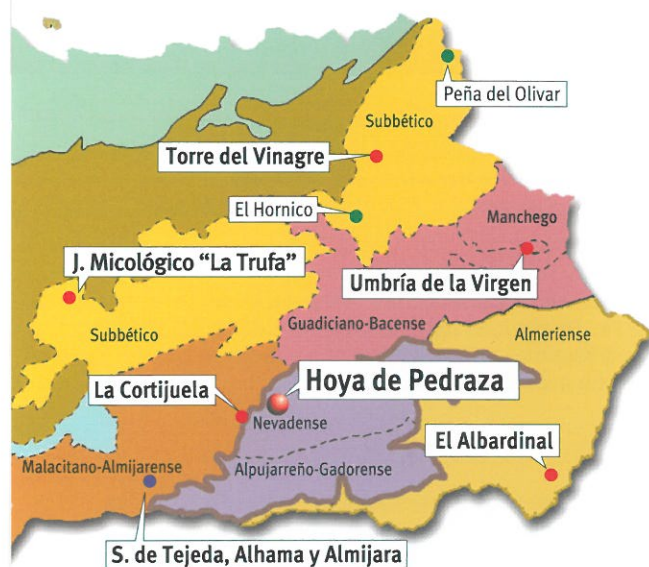 Peña del Olivar
Subbético
Torre del Vinagre
El Hornico
Manchego
J. Micológico “La Trufa”
Umbría de la Virgen
Guadiciano-Bacense
Subbético
Almeriense
Hoya de Pedraza
La Cortijuela
Nevadense
El Albardinal
Malacitano-Almijarense
Alpujarreño-Gadorense
S. de Tejeda, Alhama y Almijara